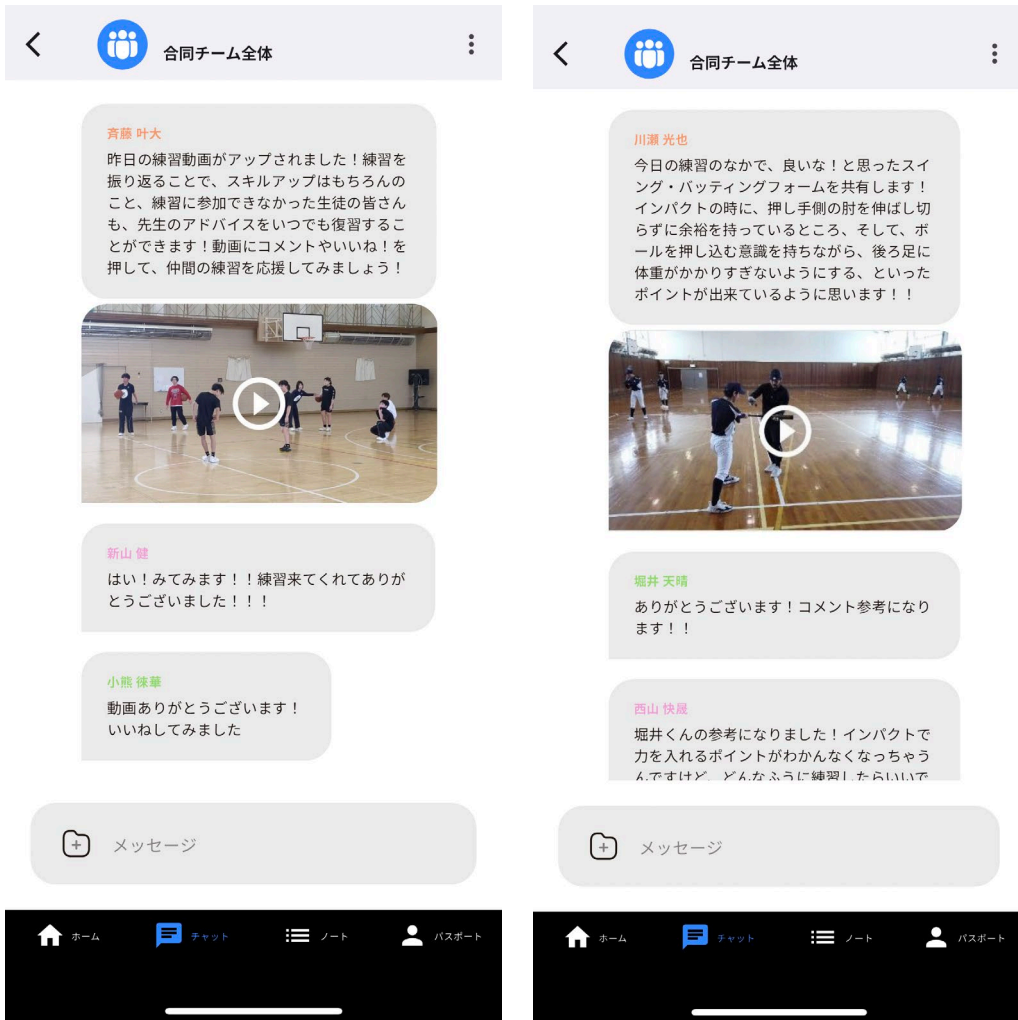 合同チーム全体
斉藤 叶大
昨日の練習動画がアップされました！練習を
振り返ることで、スキルアップはもちろんの
こと、練習に参加できなかった生徒の皆さん
も、先生のアドバイスをいつでも復習するこ
とができます！動画にコメントやいいね！を
押して、仲間の練習を応援してみましょう！
新山 健
はい！みてみます！！練習来てくれてありが
とうございました！！！
小熊 徠華
動画ありがとうございます！
いいねしてみました
メッセージ
ホーム
チャット
ノート
パスポート
合同チーム全体
川瀬 光也
今日の練習のなかで、良いな！と思ったスイ
ング・バッティングフォームを共有します！
インパクトの時に、押し手側の肘を伸ばし切
らずに余裕を持っているところ、そして、ボ
ールを押し込む意識を持ちながら、後ろ足に
体重がかかりすぎないようにする、といった
ポイントが出来ているように思います！！
堀井 天晴
ありがとうございます！コメント参考になり
ます！！
西山 快晟
堀井くんの参考になりました！インパクトで
力を入れるポイントがわかんなくなっちゃう
んですけど、どんなふうに練習したらいいで
メッセージ
ホーム
チャット
ノート
パスポート